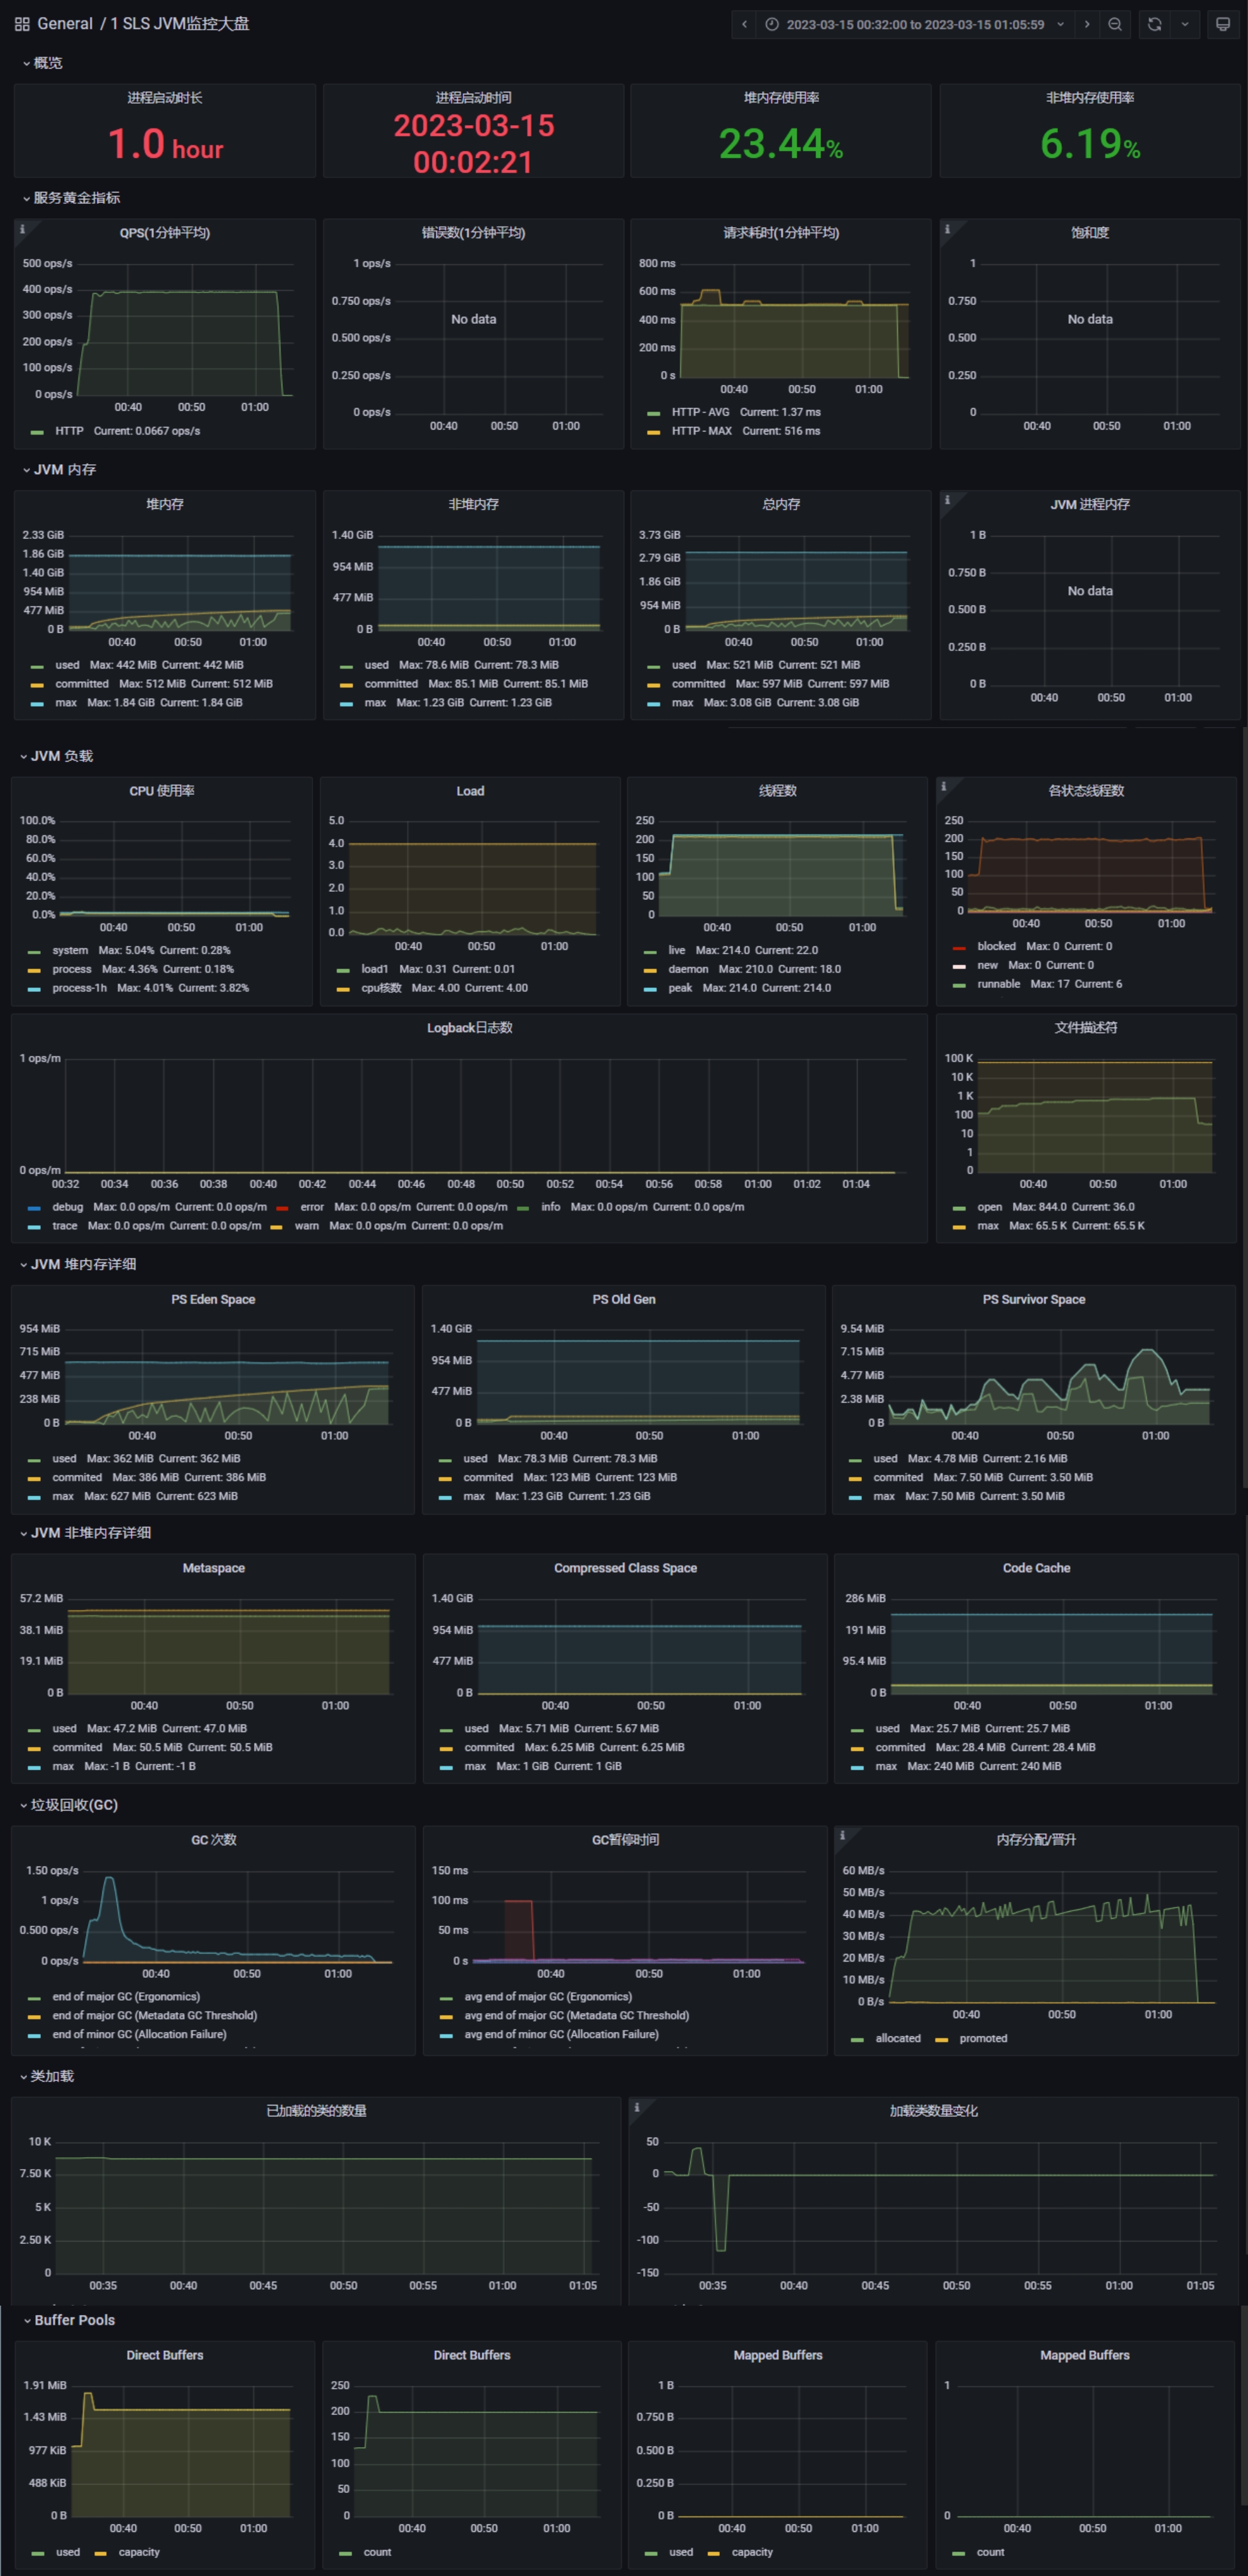 General / 1 SLS JVM监控大盘
2023-03-15 00:32:00 to 2023-03-15 01:05:59
概览
进程启动时长
1.0 hour
进程启动时间
2023-03-15
00:02:21
堆内存使用率
23.44%
非堆内存使用率
6.19%
服务黄金指标
QPS(1分钟平均)
500 ops/s
400 ops/s
300 ops/s
200 ops/s
100 ops/s
0 ops/s
00:40 00:50 01:00
HTTP Current: 0.0667 ops/s
错误数(1分钟平均)
1 ops/s
0.750 ops/s
0.500 ops/s
0.250 ops/s
0 ops/s
No data
00:40 00:50 01:00
请求耗时(1分钟平均)
800 ms
600 ms
400 ms
200 ms
0 s
00:40 00:50 01:00
HTTP - AVG Current: 1.37 ms
HTTP - MAX Current: 516 ms
饱和度
1
0.750
0.500
0.250
0
No data
00:40 00:50 01:00
JVM 内存
堆内存
2.33 GiB
1.86 GiB
1.40 GiB
954 MiB
477 MiB
0 B
00:40 00:50 01:00
used Max: 442 MiB Current: 442 MiB
committed Max: 512 MiB Current: 512 MiB
max Max: 1.84 GiB Current: 1.84 GiB
非堆内存
1.40 GiB
954 MiB
477 MiB
0 B
00:40 00:50 01:00
used Max: 78.6 MiB Current: 78.3 MiB
committed Max: 85.1 MiB Current: 85.1 MiB
max Max: 1.23 GiB Current: 1.23 GiB
总内存
3.73 GiB
2.79 GiB
1.86 GiB
954 MiB
0 B
00:40 00:50 01:00
used Max: 521 MiB Current: 521 MiB
committed Max: 597 MiB Current: 597 MiB
max Max: 3.08 GiB Current: 3.08 GiB
JVM 进程内存
1 B
0.750 B
0.500 B
0.250 B
0 B
No data
00:40 00:50 01:00
JVM 负载
CPU 使用率
100.0%
80.0%
60.0%
40.0%
20.0%
0.0%
00:40 00:50 01:00
system Max: 5.04% Current: 0.28%
process Max: 4.36% Current: 0.18%
process-1h Max: 4.01% Current: 3.82%
Load
5.0
4.0
3.0
2.0
1.0
0.0
00:40 00:50 01:00
load1 Max: 0.31 Current: 0.01
cpu核数 Max: 4.00 Current: 4.00
线程数
250
200
150
100
50
0
00:40 00:50 01:00
live Max: 214.0 Current: 22.0
daemon Max: 210.0 Current: 18.0
peak Max: 214.0 Current: 214.0
各状态线程数
250
200
150
100
50
0
00:40 00:50 01:00
blocked Max: 0 Current: 0
new Max: 0 Current: 0
runnable Max: 17 Current: 6
Logback日志数
1 ops/m
0 ops/m
00:32 00:34 00:36 00:38 00:40 00:42 00:44 00:46 00:48 00:50 00:52 00:54 00:56 00:58 01:00 01:02 01:04
debug Max: 0.0 ops/m Current: 0.0 ops/m error Max: 0.0 ops/m Current: 0.0 ops/m info Max: 0.0 ops/m Current: 0.0 ops/m
trace Max: 0.0 ops/m Current: 0.0 ops/m warn Max: 0.0 ops/m Current: 0.0 ops/m
文件描述符
100 K
10 K
1 K
100
10
1
0
00:40 00:50 01:00
open Max: 844.0 Current: 36.0
max Max: 65.5 K Current: 65.5 K
JVM 堆内存详细
PS Eden Space
954 MiB
715 MiB
477 MiB
238 MiB
0 B
00:40 00:50 01:00
used Max: 362 MiB Current: 362 MiB
commited Max: 386 MiB Current: 386 MiB
max Max: 627 MiB Current: 623 MiB
PS Old Gen
1.40 GiB
954 MiB
477 MiB
0 B
00:40 00:50 01:00
used Max: 78.3 MiB Current: 78.3 MiB
commited Max: 123 MiB Current: 123 MiB
max Max: 1.23 GiB Current: 1.23 GiB
PS Survivor Space
9.54 MiB
7.15 MiB
4.77 MiB
2.38 MiB
0 B
00:40 00:50 01:00
used Max: 4.78 MiB Current: 2.16 MiB
commited Max: 7.50 MiB Current: 3.50 MiB
max Max: 7.50 MiB Current: 3.50 MiB
JVM 非堆内存详细
Metaspace
57.2 MiB
38.1 MiB
19.1 MiB
0 B
00:40 00:50 01:00
used Max: 47.2 MiB Current: 47.0 MiB
commited Max: 50.5 MiB Current: 50.5 MiB
max Max: -1 B Current: -1 B
Compressed Class Space
1.40 GiB
954 MiB
477 MiB
0 B
00:40 00:50 01:00
used Max: 5.71 MiB Current: 5.67 MiB
commited Max: 6.25 MiB Current: 6.25 MiB
max Max: 1 GiB Current: 1 GiB
Code Cache
286 MiB
191 MiB
95.4 MiB
0 B
00:40 00:50 01:00
used Max: 25.7 MiB Current: 25.7 MiB
commited Max: 28.4 MiB Current: 28.4 MiB
max Max: 240 MiB Current: 240 MiB
垃圾回收(GC)
GC 次数
1.50 ops/s
1 ops/s
0.500 ops/s
0 ops/s
00:40 00:50 01:00
end of major GC (Ergonomics)
end of major GC (Metadata GC Threshold)
end of minor GC (Allocation Failure)
GC暂停时间
150 ms
100 ms
50 ms
0 s
00:40 00:50 01:00
avg end of major GC (Ergonomics)
avg end of major GC (Metadata GC Threshold)
avg end of minor GC (Allocation Failure)
内存分配/晋升
60 MB/s
50 MB/s
40 MB/s
30 MB/s
20 MB/s
10 MB/s
0 B/s
00:40 00:50 01:00
allocated promoted
类加载
已加载的类的数量
10 K
7.50 K
5 K
2.50 K
0
00:35 00:40 00:45 00:50 00:55 01:00 01:05
加载类数量变化
50
0
-50
-100
-150
00:35 00:40 00:45 00:50 00:55 01:00 01:05
Buffer Pools
Direct Buffers
1.91 MiB
1.43 MiB
977 KiB
488 KiB
0 B
00:40 00:50 01:00
used capacity
Direct Buffers
250
200
150
100
50
0
00:40 00:50 01:00
count
Mapped Buffers
1 B
0.750 B
0.500 B
0.250 B
0 B
00:40 00:50 01:00
used capacity
Mapped Buffers
1
0
00:40 00:50 01:00
count